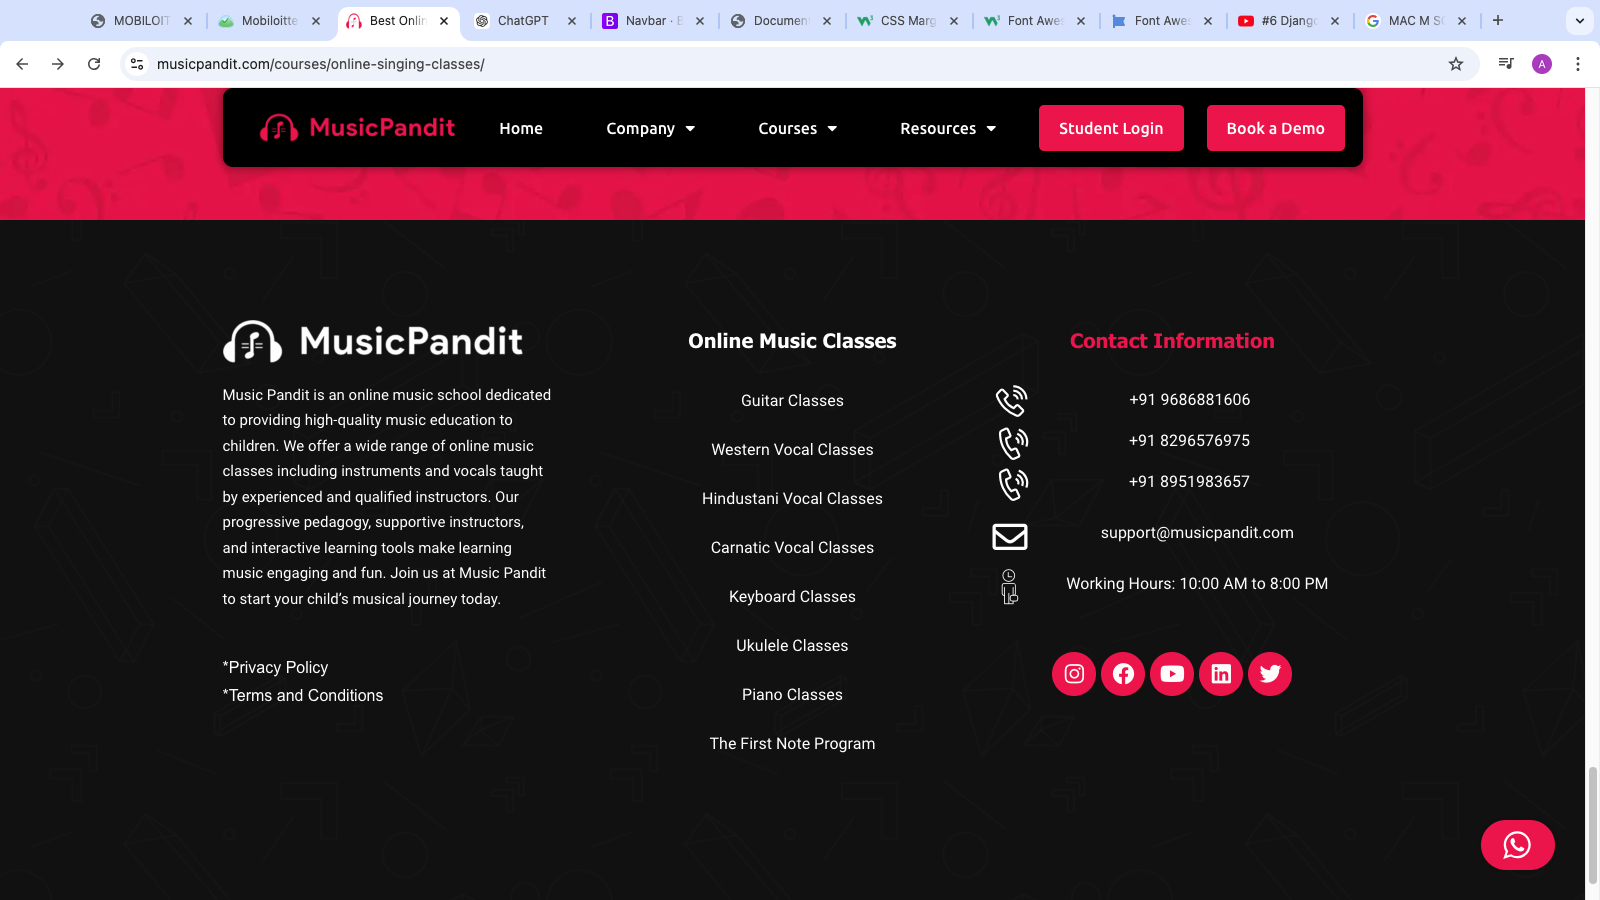 MOBILOIT
Mobiloitte
Best Onlin
ChatGPT
Navbar · B
Document
CSS Marg
Font Awes
Font Awes
#6 Django
MAC M SO
musicpandit.com/courses/online-singing-classes/
A
MusicPandit
Home
Company
Courses
Resources
Student Login
Book a Demo
MusicPandit
Music Pandit is an online music school dedicated
to providing high-quality music education to
children. We offer a wide range of online music
classes including instruments and vocals taught
by experienced and qualified instructors. Our
progressive pedagogy, supportive instructors,
and interactive learning tools make learning
music engaging and fun. Join us at Music Pandit
to start your child’s musical journey today.
*Privacy Policy
*Terms and Conditions
Online Music Classes
Guitar Classes
Western Vocal Classes
Hindustani Vocal Classes
Carnatic Vocal Classes
Keyboard Classes
Ukulele Classes
Piano Classes
The First Note Program
Contact Information
+91 9686881606
+91 8296576975
+91 8951983657
support@musicpandit.com
Working Hours: 10:00 AM to 8:00 PM